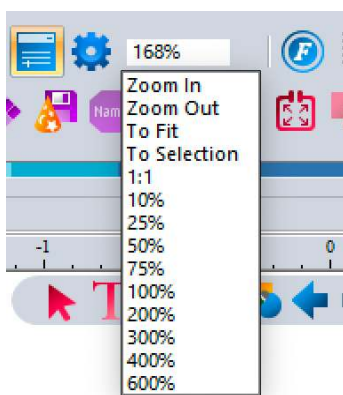 168%
F
Nam
Zoom In
Zoom Out
To Fit
To Selection
1:1
10%
25%
50%
75%
100%
200%
300%
400%
600%
-1 0
T